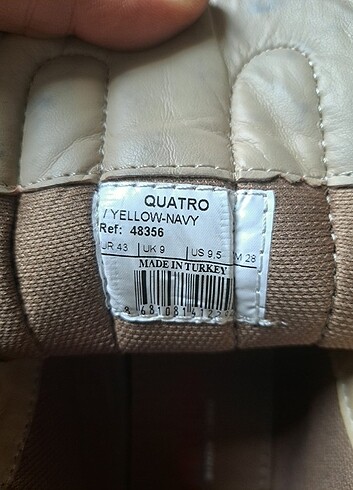 QUATRO
/ YELLOW-NAVY
Ref: 48356
UR 43 UK 9 US 9,5 M 28
MADE IN TURKEY